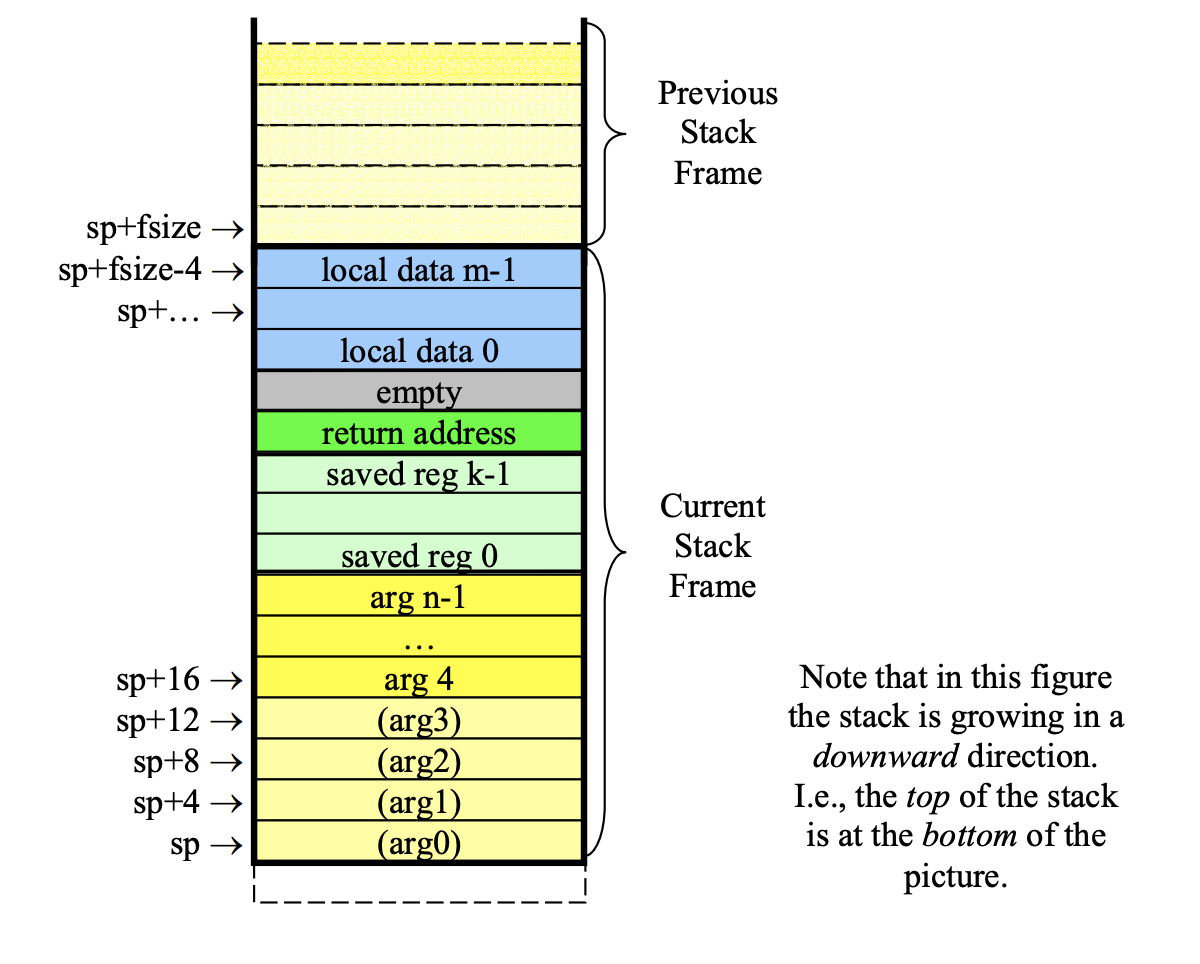 Previous
Stack
Frame
sp+fsize →
sp+fsize-4 →
local data m-1
sp+… →
local data 0
empty
return address
saved reg k-1
Current
Stack
Frame
saved reg 0
arg n-1
…
sp+16 →
arg 4
sp+12 →
(arg3)
sp+8 →
(arg2)
sp+4 →
(arg1)
sp →
(arg0)
Note that in this figure
the stack is growing in a
downward direction.
I.e., the top of the stack
is at the bottom of the
picture.